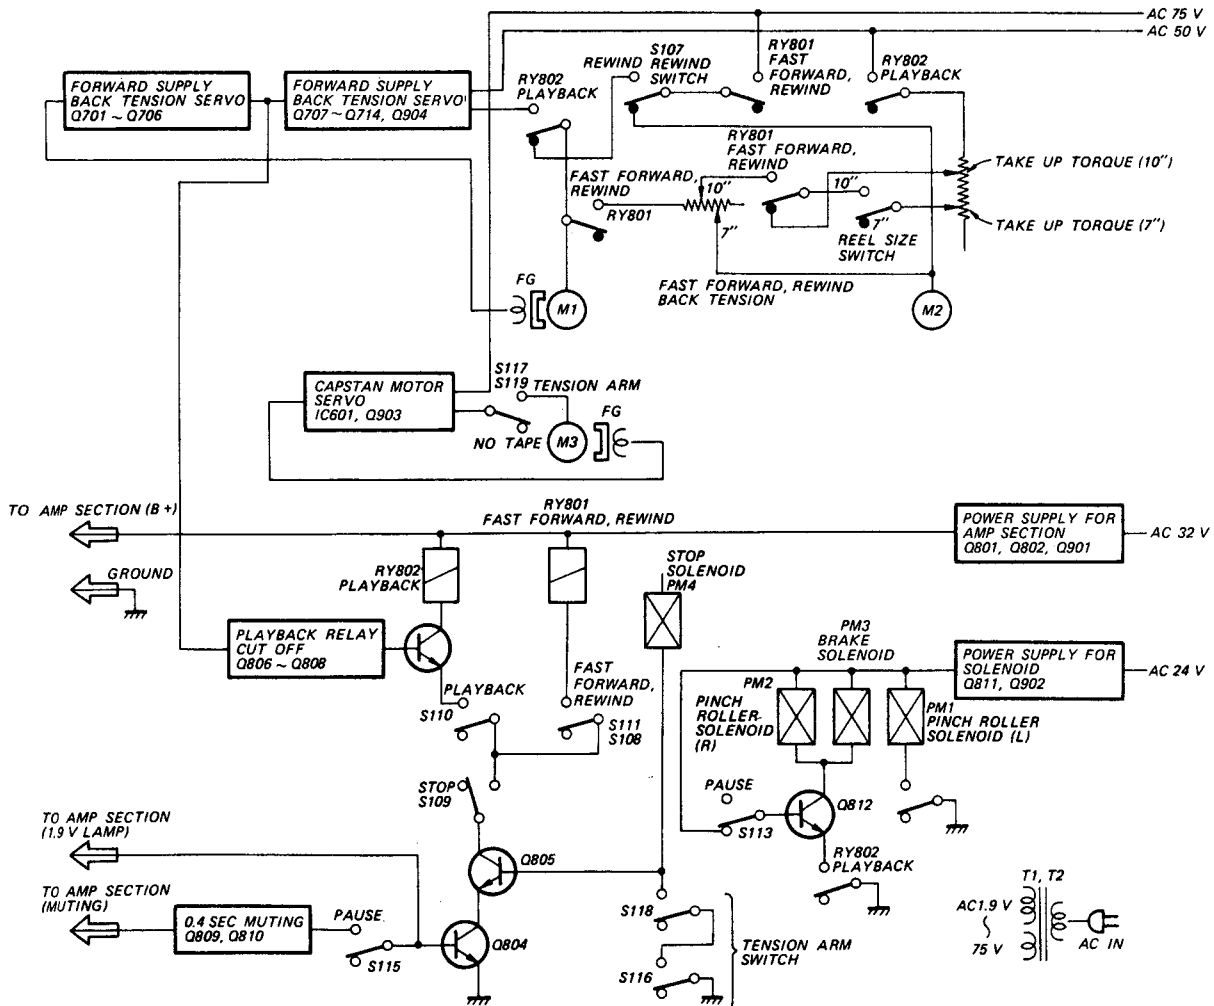 AC 75 V
AC 50 V
S107
REWIND
SWITCH
REWIND
RY801
FAST
FORWARD,
REWIND
RY802
PLAYBACK
RY802
PLAYBACK
FORWARD SUPPLY
BACK TENSION SERVO
Q701 ~ Q706
FORWARD SUPPLY
BACK TENSION SERVO
Q707 ~ Q714, Q904
RY801
FAST FORWARD,
REWIND
TAKE UP TORQUE (10")
FAST FORWARD,
REWIND
RY801
10"
7"
10"
7"
REEL SIZE
SWITCH
TAKE UP TORQUE (7")
FAST FORWARD, REWIND
BACK TENSION
FG
M1
M2
CAPSTAN MOTOR
SERVO
IC601, Q903
S117
S119
TENSION ARM
FG
NO TAPE
M3
TO AMP SECTION (B +)
RY801
FAST FORWARD, REWIND
POWER SUPPLY FOR
AMP SECTION
Q801, Q802, Q901
AC 32 V
GROUND
RY802
PLAYBACK
STOP
SOLENOID
PM4
PLAYBACK RELAY
CUT OFF
Q806 ~ Q808
PM3
BRAKE
SOLENOID
POWER SUPPLY FOR
SOLENOID
Q811, Q902
AC 24 V
PLAYBACK
S110
FAST
FORWARD,
REWIND
S111
S108
PM2
PINCH
ROLLER
SOLENOID
(R)
PM1
PINCH ROLLER
SOLENOID (L)
STOP
S109
PAUSE
S113
Q812
TO AMP SECTION
(1.9 V LAMP)
Q805
RY802
PLAYBACK
TO AMP SECTION
(MUTING)
0.4 SEC MUTING
Q809, Q810
PAUSE
S115
Q804
S118
S116
TENSION ARM
SWITCH
T1, T2
AC1.9 V
~
75 V
AC IN